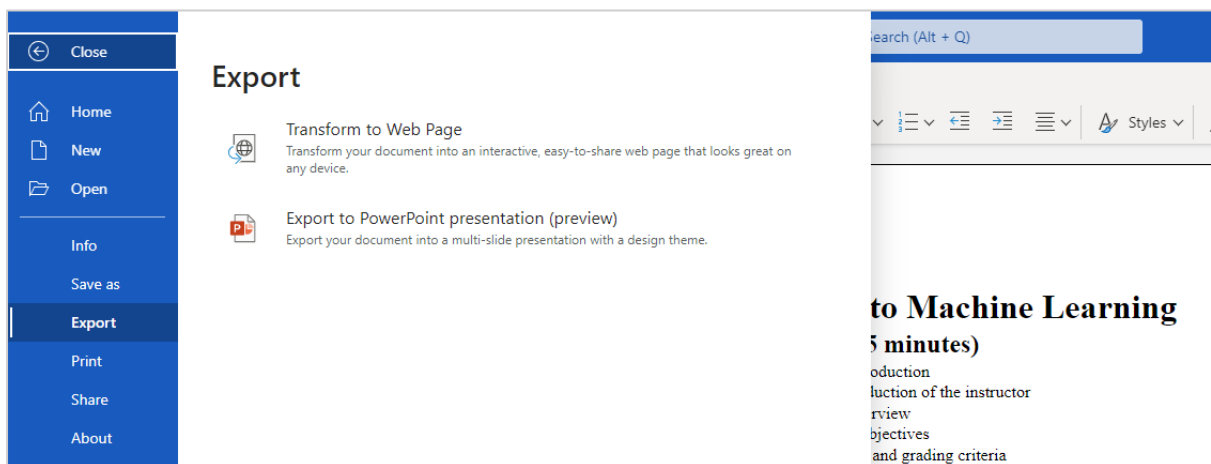 Close
Home
New
Open
Info
Save as
Export
Print
Share
About
Export
Transform to Web Page
Transform your document into an interactive, easy-to-share web page that looks great on
any device.
Export to PowerPoint presentation (preview)
Export your document into a multi-slide presentation with a design theme.
earch (Alt + Q)
Styles
to Machine Learning
5 minutes)
oduction
luction of the instructor
rview
bjectives
and grading criteria